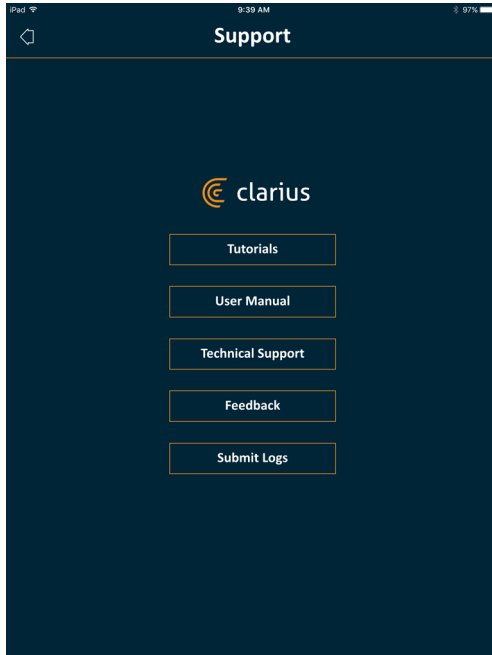 iPad 9:39 AM 97%
Support
clarius
Tutorials
User Manual
Technical Support
Feedback
Submit Logs